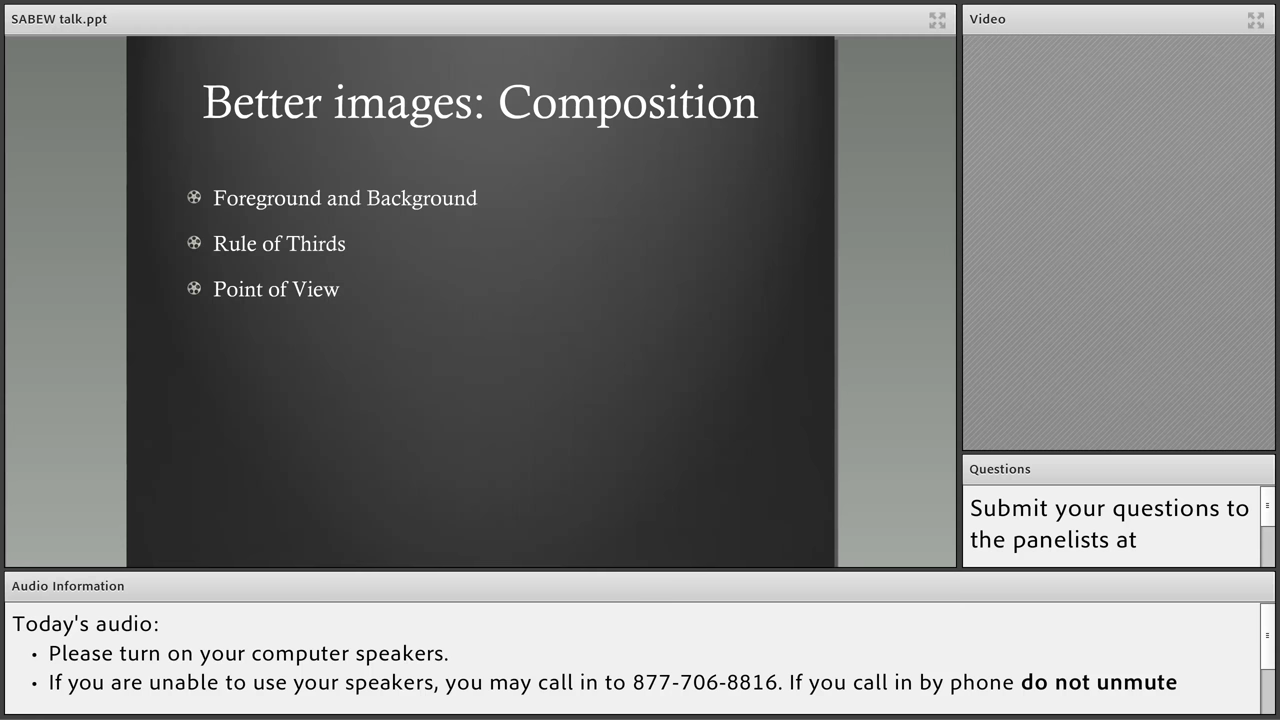 SABEW talk.ppt
Better images: Composition
Foreground and Background
Rule of Thirds
Point of View
Video
Questions
Submit your questions to
the panelists at
Audio Information
Today's audio:
• Please turn on your computer speakers.
• If you are unable to use your speakers, you may call in to 877-706-8816. If you call in by phone do not unmute